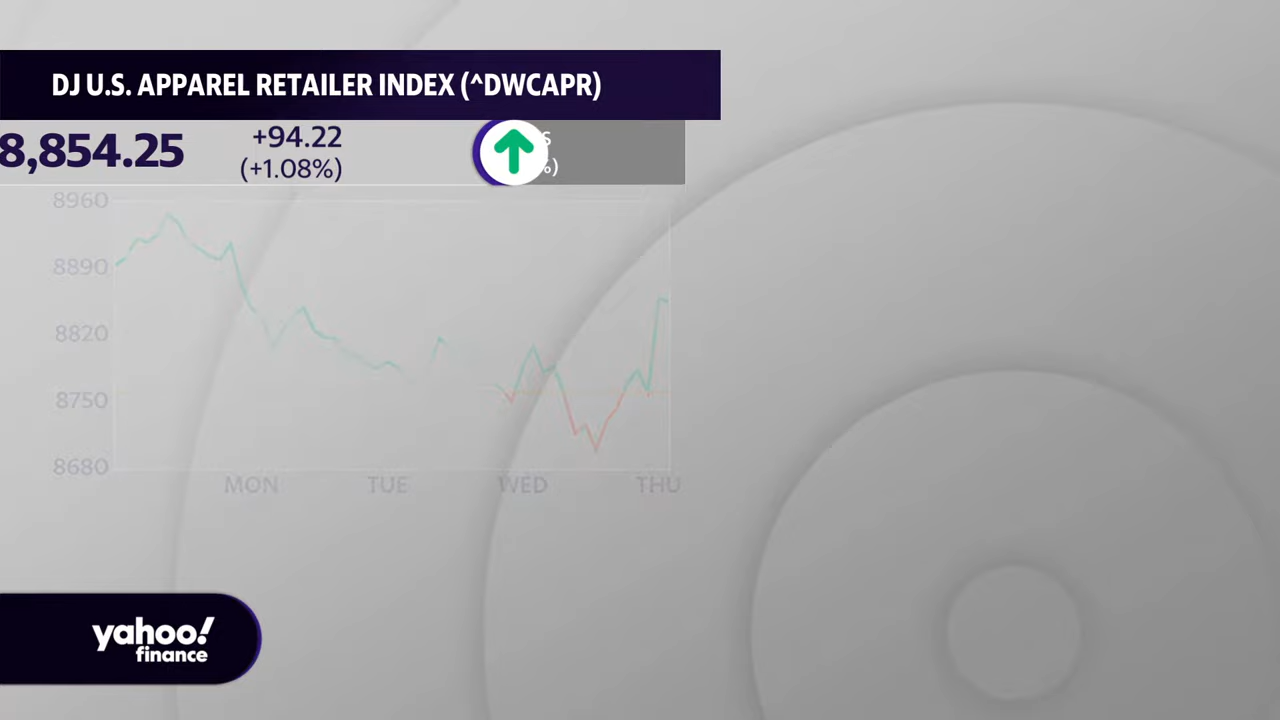 DJ U.S. APPAREL RETAILER INDEX (^DWCAPR)
8,854.25
+94.22
(+1.08%)
8960
8890
8820
8750
8680
MON TUE WED THU
yahoo!
finance